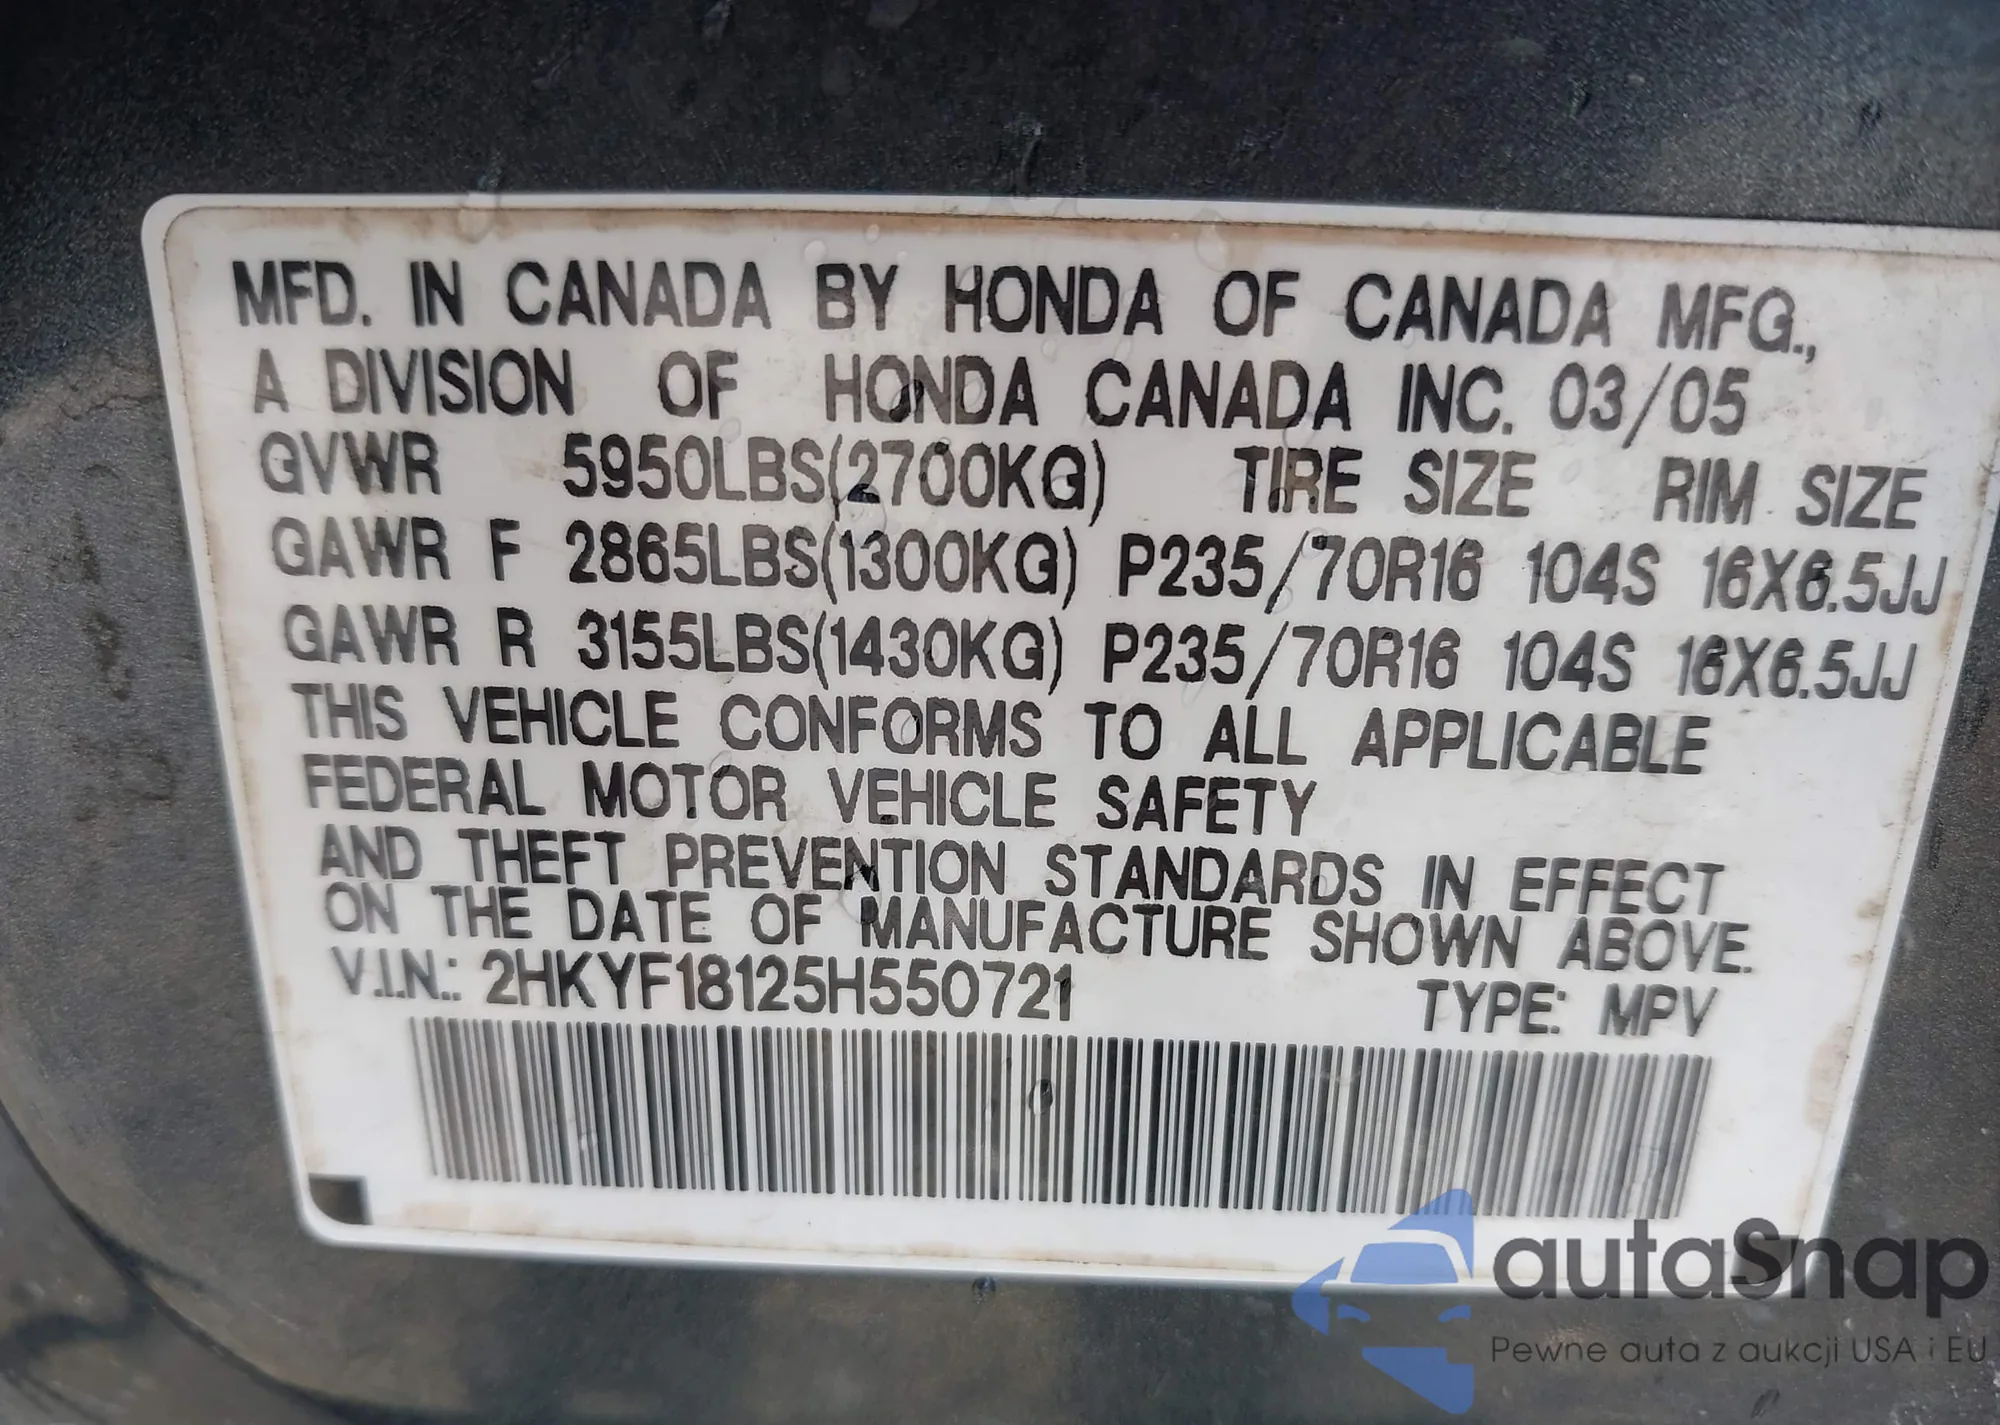 MFD. IN CANADA BY HONDA OF CANADA MFG.,
A DIVISION OF HONDA CANADA INC. 03/05
GVWR 5950LBS(2700KG) TIRE SIZE RIM SIZE
GAWR F 2865LBS(1300KG) P235/70R16 104S 16X6.5JJ
GAWR R 3155LBS(1430KG) P235/70R16 104S 16X6.5JJ
THIS VEHICLE CONFORMS TO ALL APPLICABLE
FEDERAL MOTOR VEHICLE SAFETY
AND THEFT PREVENTION STANDARDS IN EFFECT
ON THE DATE OF MANUFACTURE SHOWN ABOVE.
V.I.N.: 2HKYF18125H550721 TYPE: MPV
autaSnap
Pewne auta z aukcji USA i EU